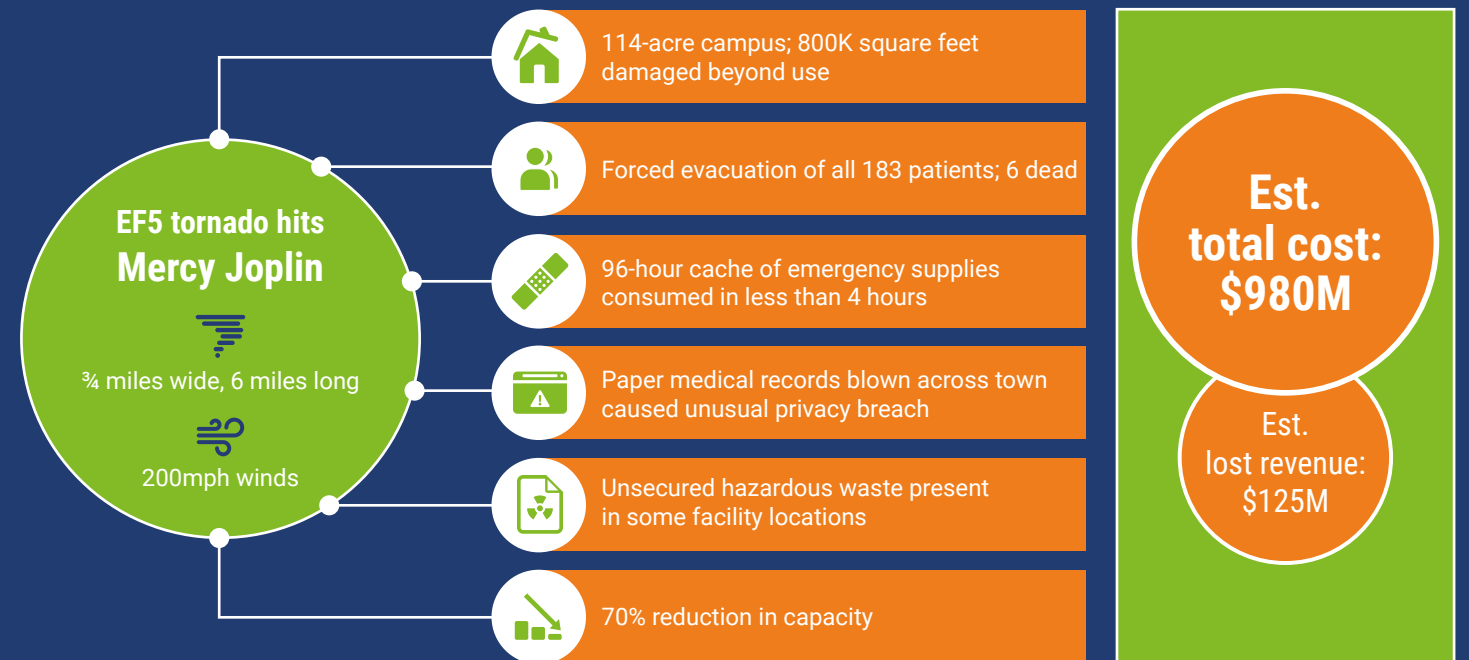 EF5 tornado hits
Mercy Joplin
¾ miles wide, 6 miles long
200mph winds
114-acre campus; 800K square feet
damaged beyond use
Forced evacuation of all 183 patients; 6 dead
96-hour cache of emergency supplies
consumed in less than 4 hours
Paper medical records blown across town
caused unusual privacy breach
Unsecured hazardous waste present
in some facility locations
70% reduction in capacity
Est.
total cost:
$980M
Est.
lost revenue:
$125M